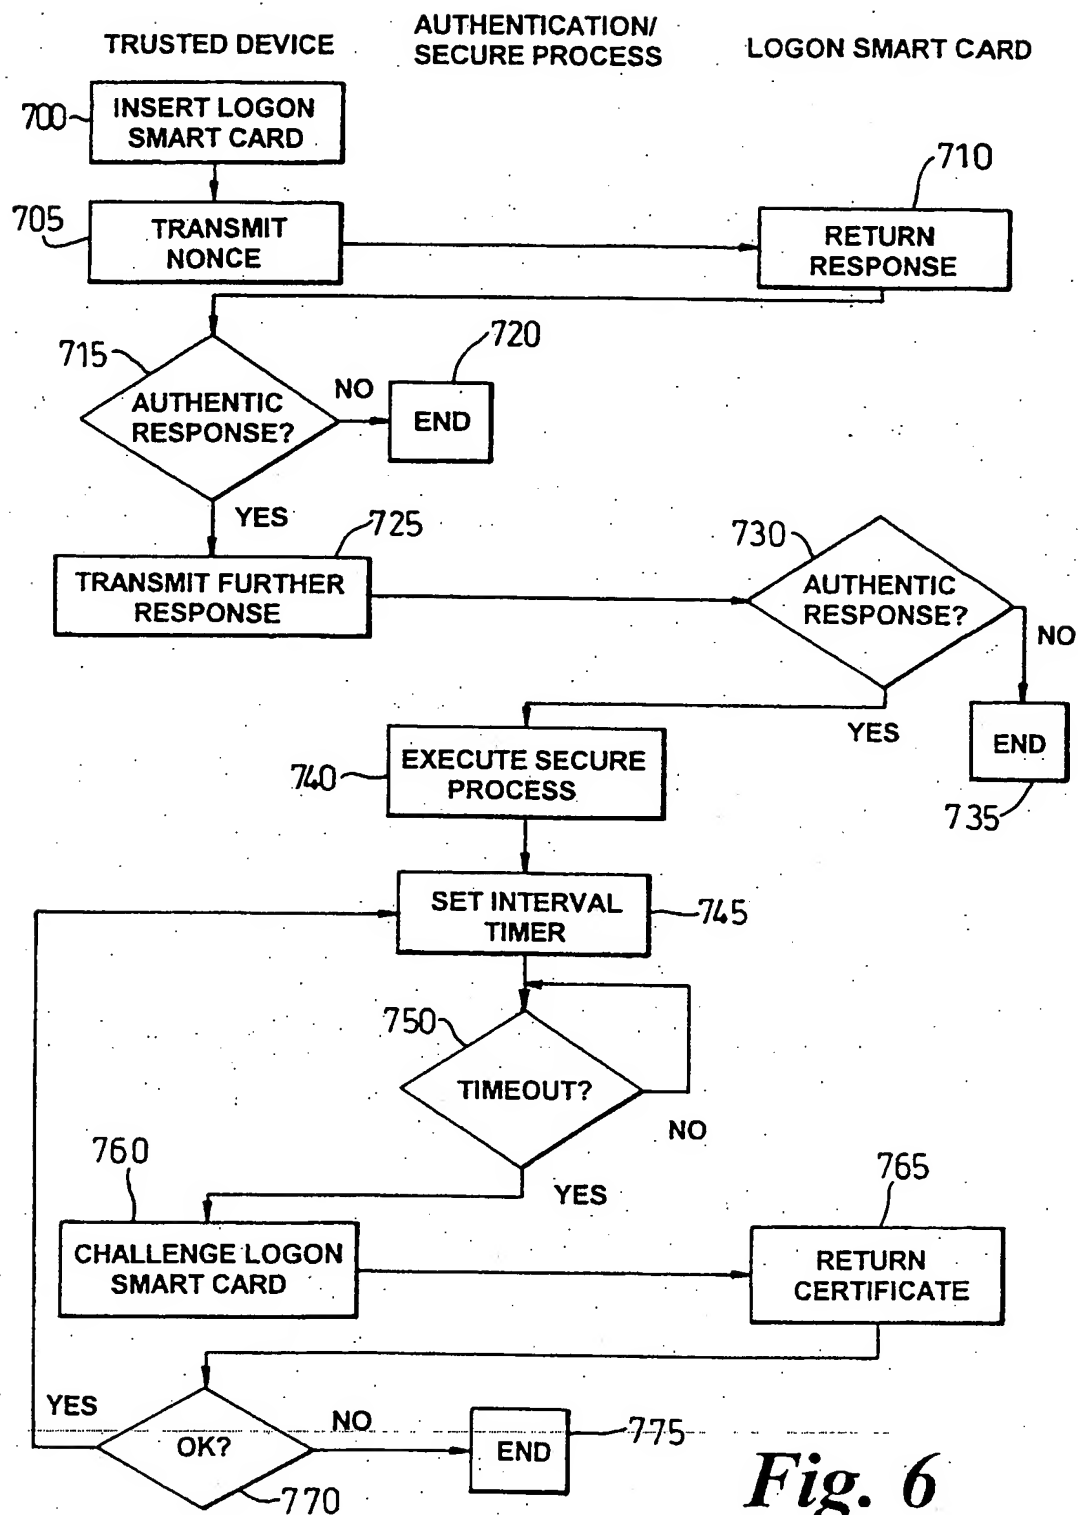 TRUSTED DEVICE
AUTHENTICATION/
SECURE PROCESS
LOGON SMART CARD
700
INSERT LOGON
SMART CARD
705
TRANSMIT
NONCE
710
RETURN
RESPONSE
715
AUTHENTIC
RESPONSE?
NO
720
END
YES
725
TRANSMIT FURTHER
RESPONSE
730
AUTHENTIC
RESPONSE?
NO
YES
END
735
740
EXECUTE SECURE
PROCESS
SET INTERVAL
TIMER
745
750
TIMEOUT?
NO
YES
760
CHALLENGE LOGON
SMART CARD
765
RETURN
CERTIFICATE
YES
OK?
NO
770
END
775
Fig. 6